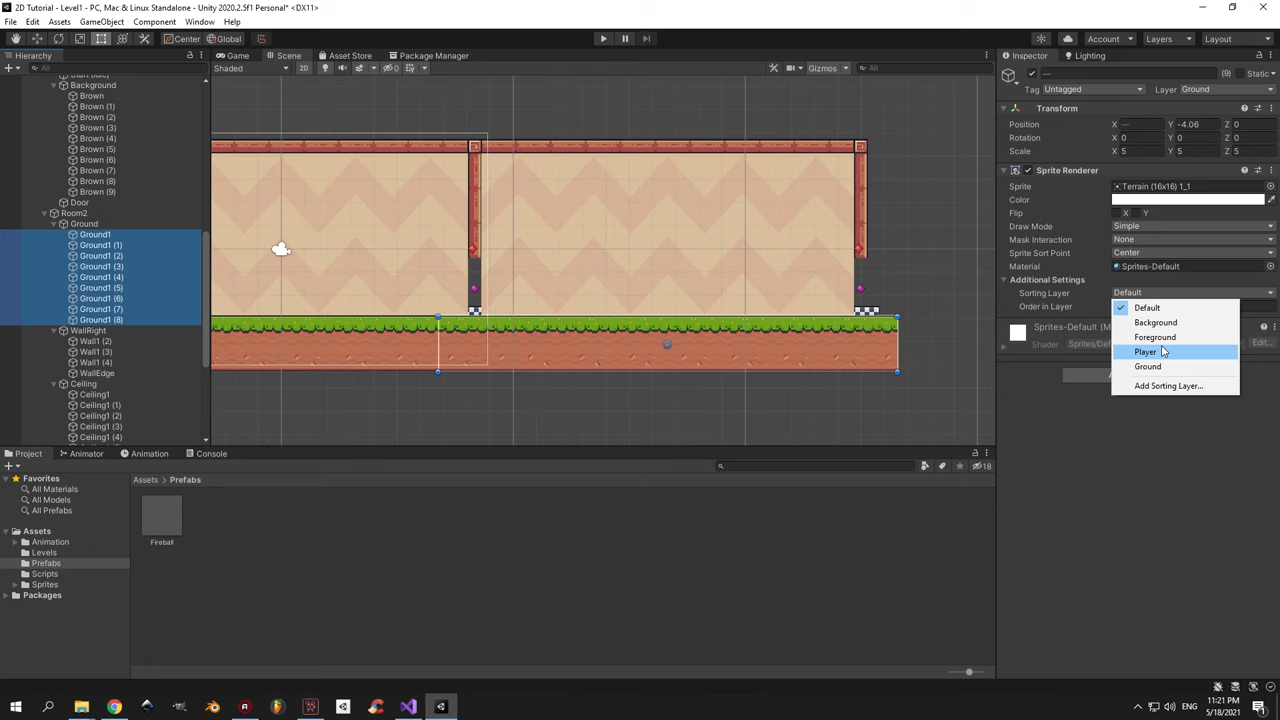 2D Tutorial - Level1 - PC, Mac & Linux Standalone - Unity 2020.2.5f1 Personal* <DX11>
File Edit Assets GameObject Component Window Help
Center Global Account Layers Layout
Hierarchy Game Scene Asset Store Package Manager Inspector Lighting
All Shaded 2D 0 Gizmos All — (9) Static
Tag Untagged Layer Ground
Background
Brown
Brown (1)
Brown (2)
Brown (3)
Brown (4)
Brown (5)
Brown (6)
Brown (7)
Brown (8)
Brown (9)
Door
Room2
Ground
Ground1
Ground1 (1)
Ground1 (2)
Ground1 (3)
Ground1 (4)
Ground1 (5)
Ground1 (6)
Ground1 (7)
Ground1 (8)
WallRight
Wall1 (2)
Wall1 (3)
Wall1 (4)
WallEdge
Ceiling
Ceiling1
Ceiling1 (1)
Ceiling1 (2)
Ceiling1 (3)
Ceiling1 (4)
Transform
Position X — Y -4.06 Z 0
Rotation X 0 Y 0 Z 0
Scale X 5 Y 5 Z 5
Sprite Renderer
Sprite Terrain (16x16) 1_1
Color
Flip X Y
Draw Mode Simple
Mask Interaction None
Sprite Sort Point Center
Material Sprites-Default
Additional Settings
Sorting Layer Default
Order in Layer
Default
Background
Foreground
Player
Ground
Add Sorting Layer...
Sprites-Default (M
Shader Sprites/Def Edit...
Project Animator Animation Console
18
Favorites
All Materials
All Models
All Prefabs
Assets
Animation
Levels
Prefabs
Scripts
Sprites
Packages
Assets > Prefabs
Fireball
ENG 11:21 PM
5/18/2021
1